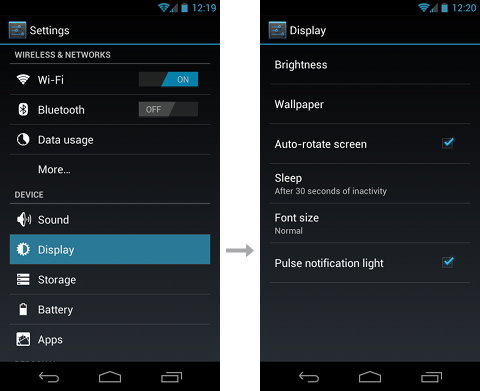 12:19
Settings
WIRELESS & NETWORKS
Wi-Fi
ON
Bluetooth
OFF
Data usage
More...
DEVICE
Sound
Display
Storage
Battery
Apps
12:20
Display
Brightness
Wallpaper
Auto-rotate screen
Sleep
After 30 seconds of inactivity
Font size
Normal
Pulse notification light